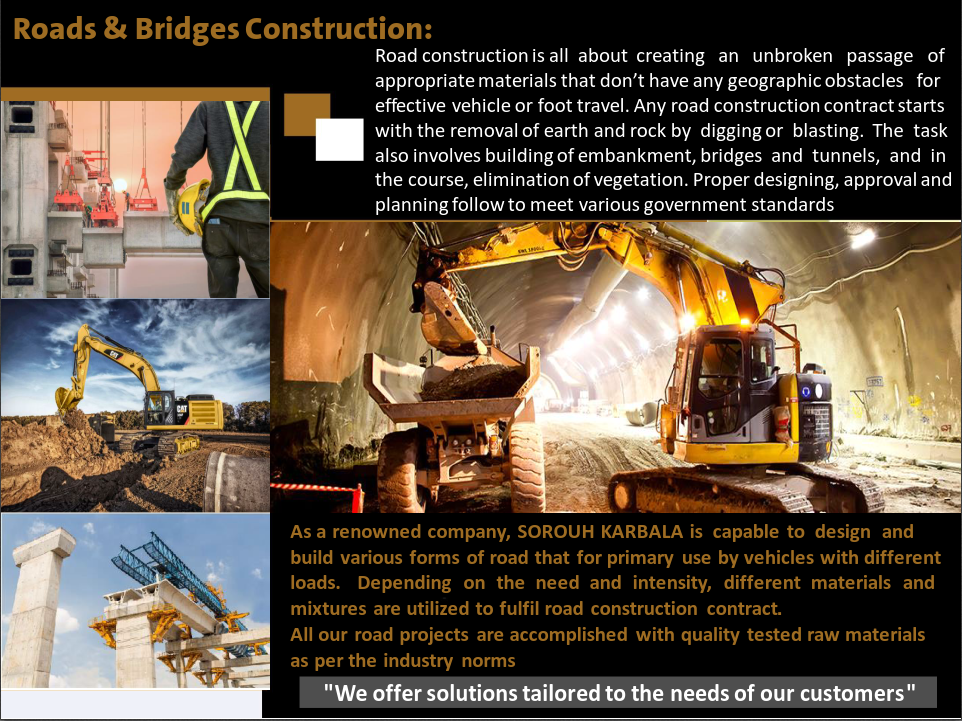 Roads & Bridges Construction:
Road construction is all about creating an unbroken passage of
appropriate materials that don’t have any geographic obstacles for
effective vehicle or foot travel. Any road construction contract starts
with the removal of earth and rock by digging or blasting. The task
also involves building of embankment, bridges and tunnels, and in
the course, elimination of vegetation. Proper designing, approval and
planning follow to meet various government standards
CAT
CAT
As a renowned company, SOROUH KARBALA is capable to design and
build various forms of road that for primary use by vehicles with different
loads. Depending on the need and intensity, different materials and
mixtures are utilized to fulfil road construction contract.
All our road projects are accomplished with quality tested raw materials
as per the industry norms
"We offer solutions tailored to the needs of our customers"